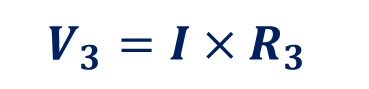 V₃ = I × R₃